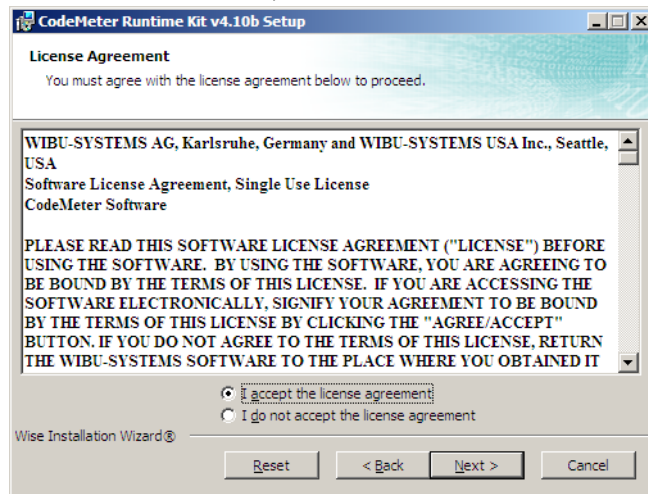 CodeMeter Runtime Kit v4.10b Setup
License Agreement
You must agree with the license agreement below to proceed.
WIBU-SYSTEMS AG, Karlsruhe, Germany and WIBU-SYSTEMS USA Inc., Seattle,
USA
Software License Agreement, Single Use License
CodeMeter Software
PLEASE READ THIS SOFTWARE LICENSE AGREEMENT ("LICENSE") BEFORE
USING THE SOFTWARE.  BY USING THE SOFTWARE, YOU ARE AGREEING TO
BE BOUND BY THE TERMS OF THIS LICENSE.  IF YOU ARE ACCESSING THE
SOFTWARE ELECTRONICALLY, SIGNIFY YOUR AGREEMENT TO BE BOUND
BY THE TERMS OF THIS LICENSE BY CLICKING THE "AGREE/ACCEPT"
BUTTON. IF YOU DO NOT AGREE TO THE TERMS OF THIS LICENSE, RETURN
THE WIBU-SYSTEMS SOFTWARE TO THE PLACE WHERE YOU OBTAINED IT
I accept the license agreement
I do not accept the license agreement
Wise Installation Wizard®
Reset
< Back
Next >
Cancel